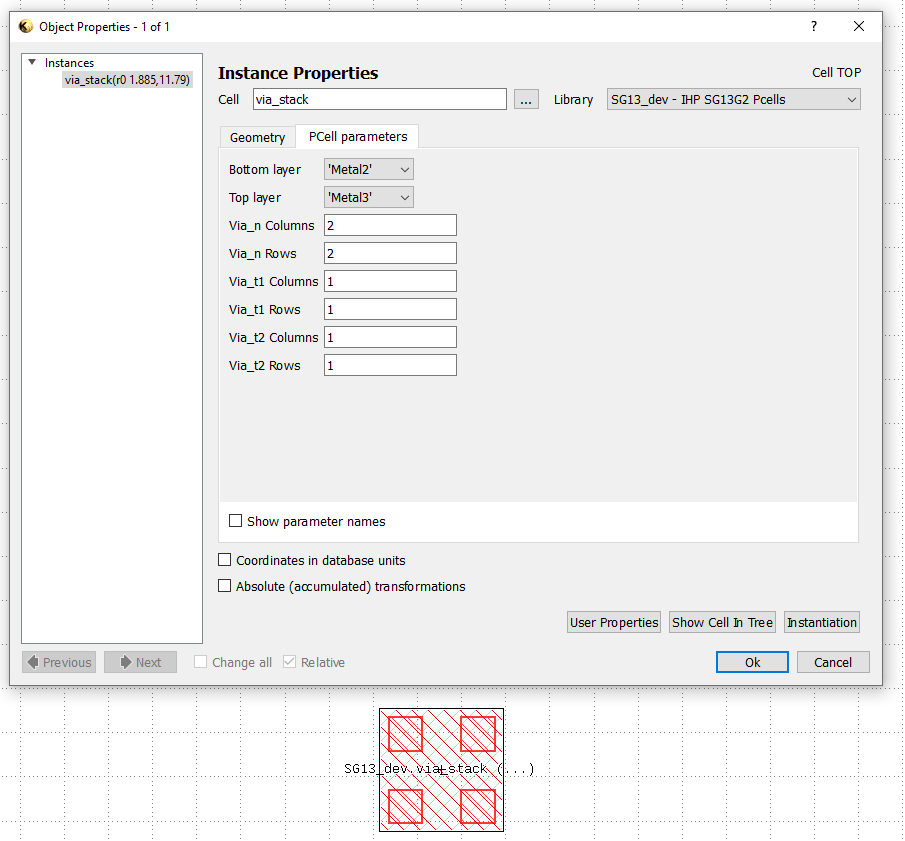 Object Properties - 1 of 1
?
Instances
via_stack(r0 1.885,11.79)
Instance Properties
Cell TOP
Cell via_stack ... Library SG13_dev - IHP SG13G2 Pcells
Geometry PCell parameters
Bottom layer 'Metal2'
Top layer 'Metal3'
Via_n Columns 2
Via_n Rows 2
Via_t1 Columns 1
Via_t1 Rows 1
Via_t2 Columns 1
Via_t2 Rows 1
Show parameter names
Coordinates in database units
Absolute (accumulated) transformations
User Properties Show Cell In Tree Instantiation
Previous Next Change all Relative Ok Cancel
SG13_dev.via_stack (...)